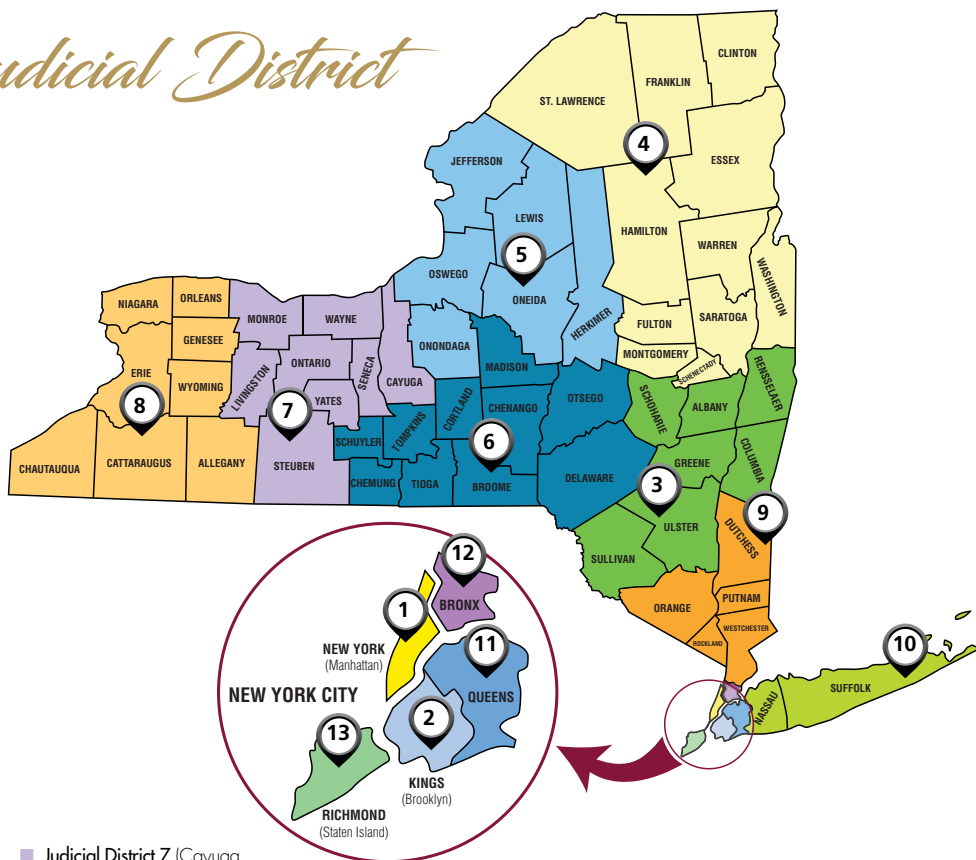 udicial District
CLINTON
FRANKLIN
ST. LAWRENCE
4
ESSEX
JEFFERSON
LEWIS
HAMILTON
WARREN
WASHINGTON
5
OSWEGO
ONEIDA
HERKIMER
SARATOGA
FULTON
MONTGOMERY
SCHENECTADY
NIAGARA
ORLEANS
MONROE
WAYNE
GENESEE
ONTARIO
SENECA
CAYUGA
ONONDAGA
MADISON
ERIE
WYOMING
LIVINGSTON
YATES
8
7
TOMPKINS
CORTLAND
CHENANGO
OTSEGO
SCHOHARIE
ALBANY
RENSSELAER
SCHUYLER
6
CHAUTAUQUA
CATTARAUGUS
ALLEGANY
STEUBEN
CHEMUNG
TIOGA
BROOME
DELAWARE
GREENE
COLUMBIA
3
9
ULSTER
DUTCHESS
SULLIVAN
ORANGE
PUTNAM
WESTCHESTER
ROCKLAND
10
NASSAU
SUFFOLK
12
BRONX
1
NEW YORK
(Manhattan)
11
NEW YORK CITY
QUEENS
2
13
KINGS
(Brooklyn)
RICHMOND
(Staten Island)
Judicial District 7 (Cayuga